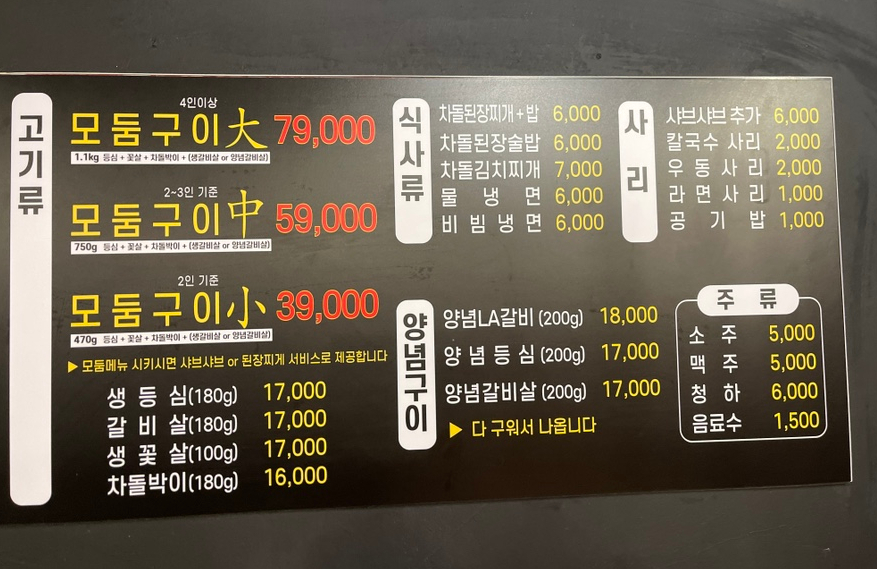 고기류
4인이상
모둠구이大 79,000
1.1kg 등심 + 꽃살 + 차돌박이 + (생갈비살 or 양념갈비살)
2~3인 기준
모둠구이中 59,000
750g 등심 + 꽃살 + 차돌박이 + (생갈비살 or 양념갈비살)
2인 기준
모둠구이小 39,000
470g 등심 + 꽃살 + 차돌박이 + (생갈비살 or 양념갈비살)
▶ 모둠메뉴 시키시면 샤브샤브 or 된장찌게 서비스로 제공합니다
생등심(180g) 17,000
갈비살(180g) 17,000
생꽃살(100g) 17,000
차돌박이(180g) 16,000
식사류
차돌된장찌개+밥 6,000
차돌된장술밥 6,000
차돌김치찌개 7,000
물냉면 6,000
비빔냉면 6,000
사리
샤브샤브 추가 6,000
칼국수 사리 2,000
우동사리 2,000
라면사리 1,000
공기밥 1,000
양념구이
양념LA갈비 (200g) 18,000
양념등심 (200g) 17,000
양념갈비살 (200g) 17,000
▶ 다 구워서 나옵니다
주류
소주 5,000
맥주 5,000
청하 6,000
음료수 1,500